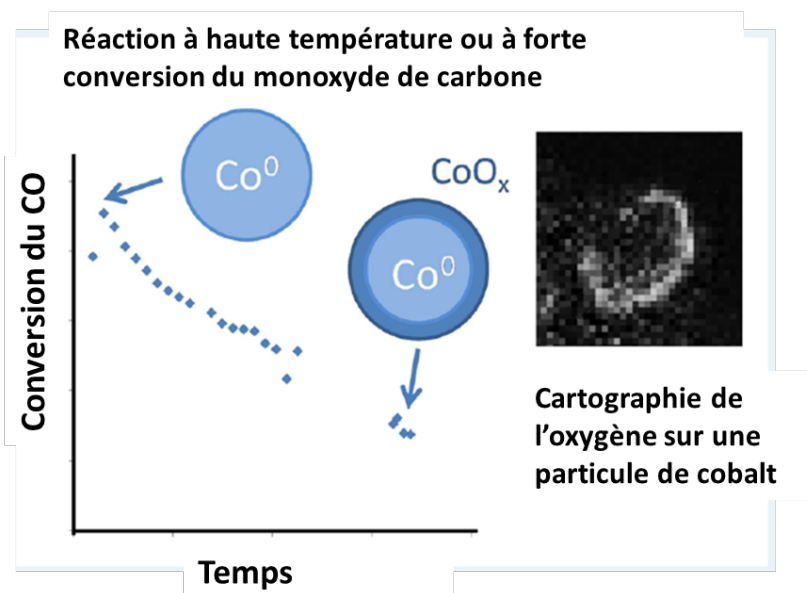 Réaction à haute température ou à forte
conversion du monoxyde de carbone
Co⁰
CoOₓ
Co⁰
Conversion du CO
Temps
Cartographie de
l’oxygène sur une
particule de cobalt